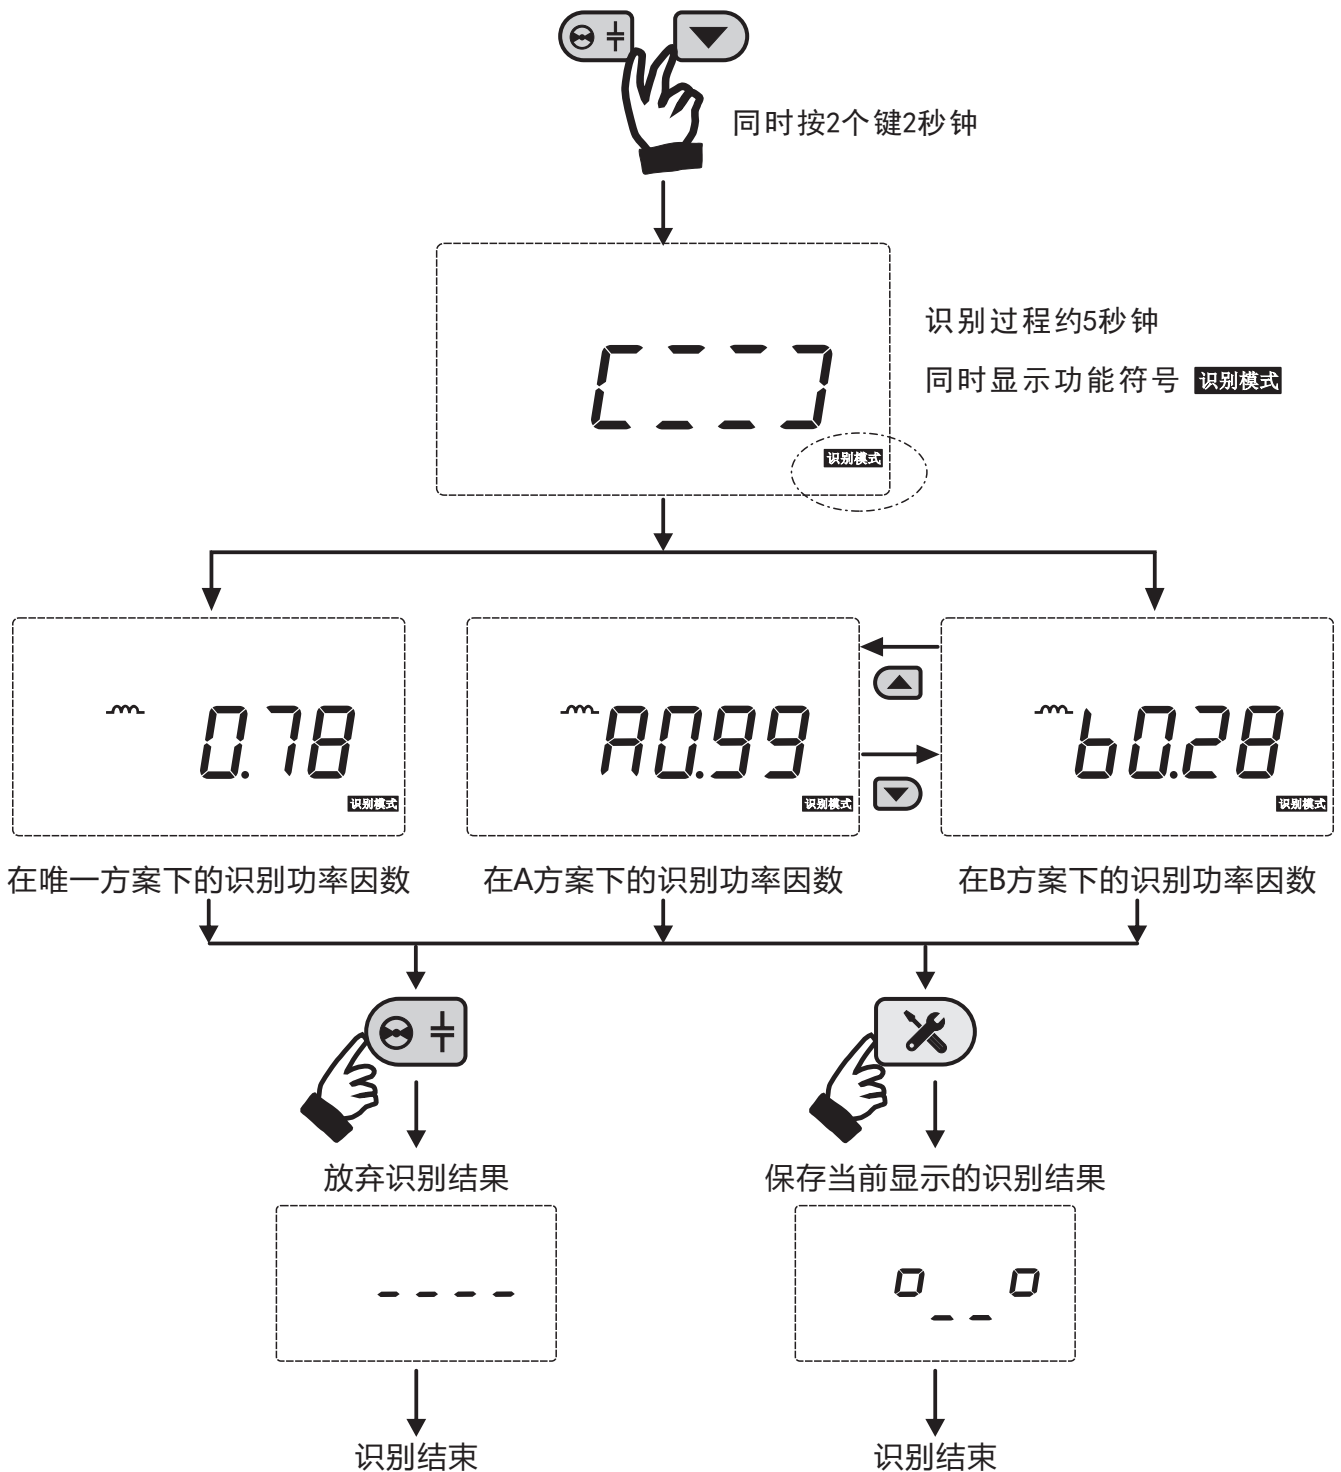 同时按2个键2秒钟
识别过程约5秒钟
同时显示功能符号 识别模式
识别模式
0.78
识别模式
A0.99
识别模式
b0.28
识别模式
在唯一方案下的识别功率因数
在A方案下的识别功率因数
在B方案下的识别功率因数
放弃识别结果
保存当前显示的识别结果
- - - -
o__o
识别结束
识别结束